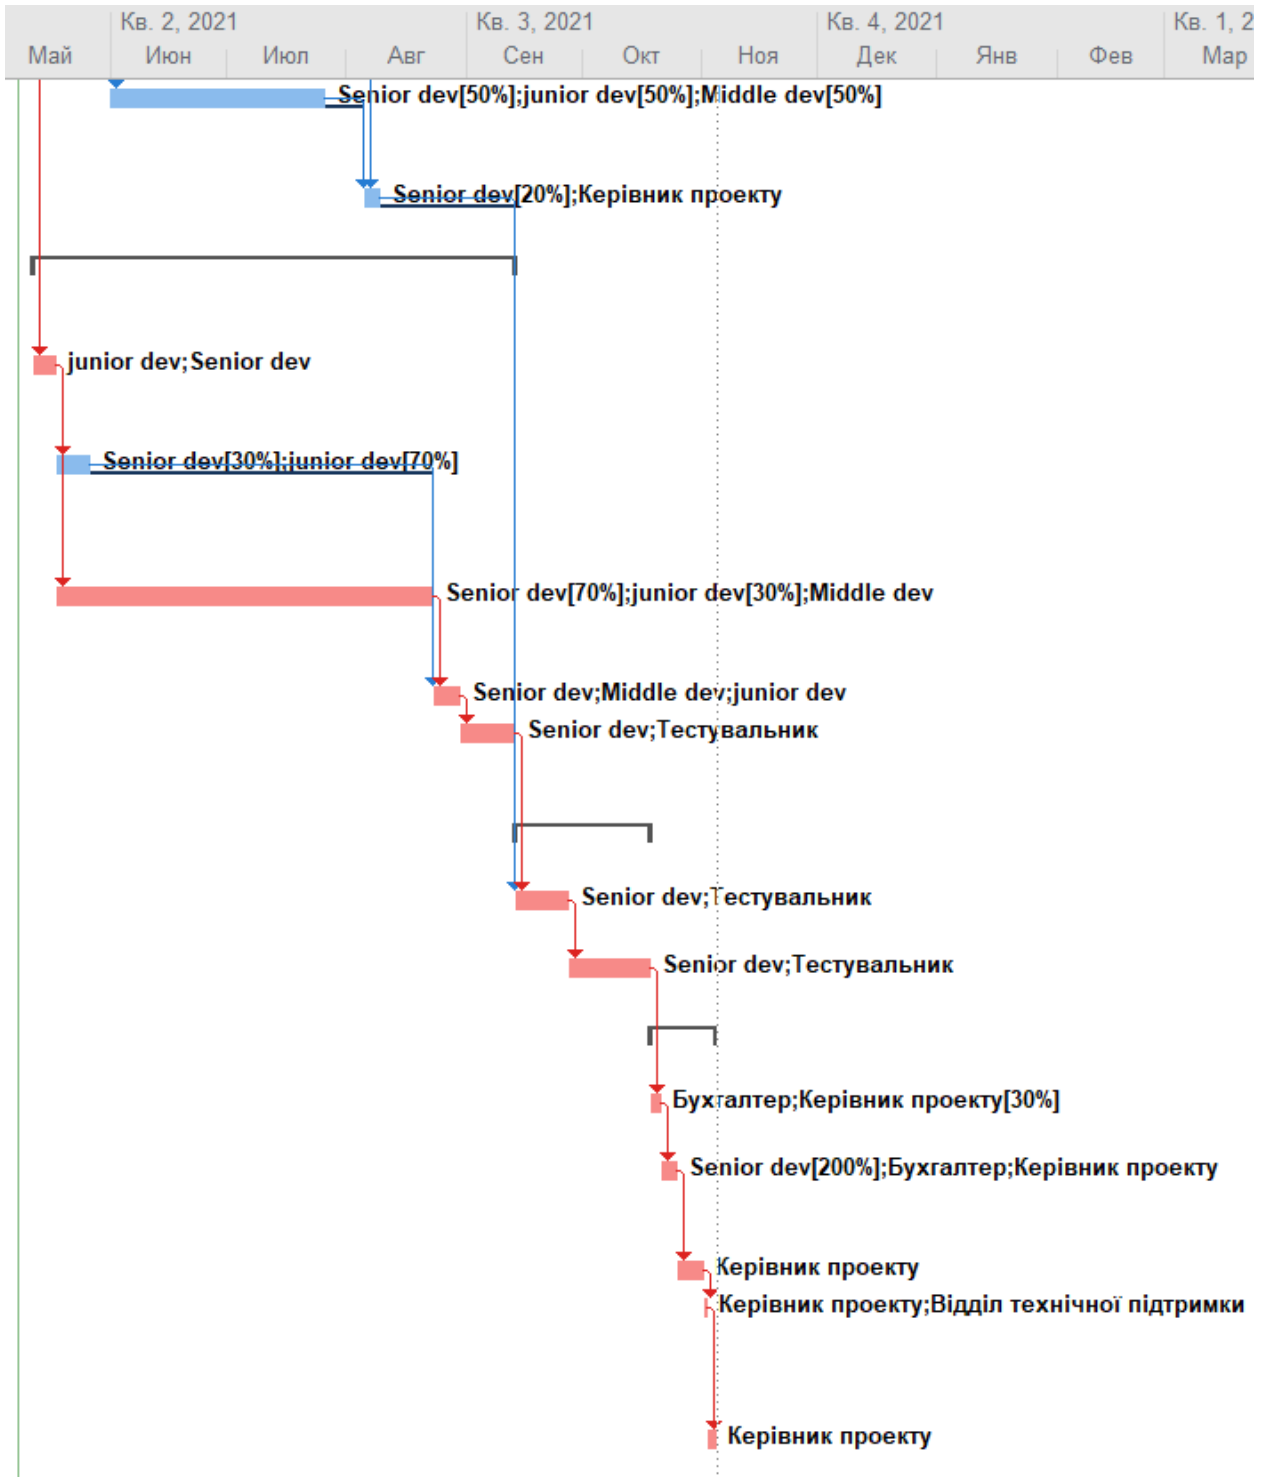 Кв. 2, 2021 Кв. 3, 2021 Кв. 4, 2021 Кв. 1, 2
Май Июн Июл Авг Сен Окт Ноя Дек Янв Фев Мар
Senior dev[50%];junior dev[50%];Middle dev[50%]
Senior dev[20%];Керівник проекту
junior dev;Senior dev
Senior dev[30%];junior dev[70%]
Senior dev[70%];junior dev[30%];Middle dev
Senior dev;Middle dev;junior dev
Senior dev;Тестувальник
Senior dev;Тестувальник
Senior dev;Тестувальник
Бухгалтер;Керівник проекту[30%]
Senior dev[200%];Бухгалтер;Керівник проекту
Керівник проекту
Керівник проекту;Відділ технічної підтримки
Керівник проекту